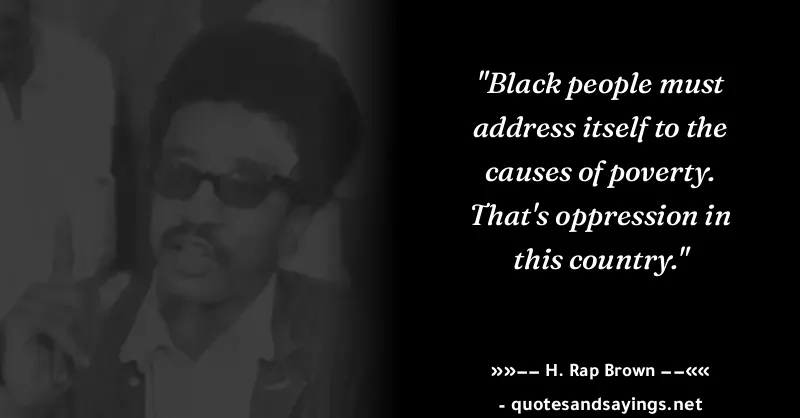 "Black people must
address itself to the
causes of poverty.
That's oppression in
this country."
»»−− H. Rap Brown −−««
- quotesandsayings.net